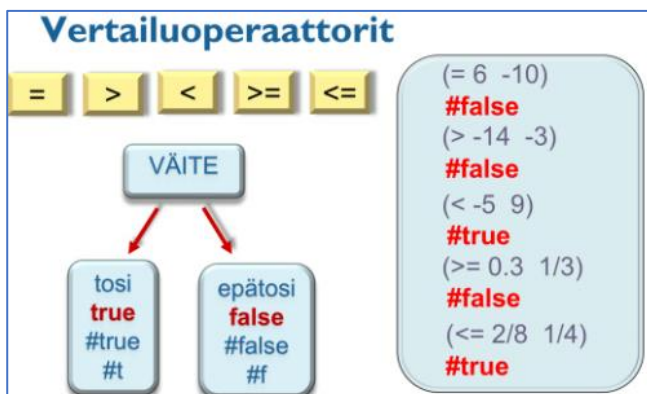 Vertailuoperaattorit
= > < >= <=
VÄITE
tosi
true
#true
#t
epätosi
false
#false
#f
(= 6 -10)
#false
(> -14 -3)
#false
(< -5 9)
#true
(>= 0.3 1/3)
#false
(<= 2/8 1/4)
#true